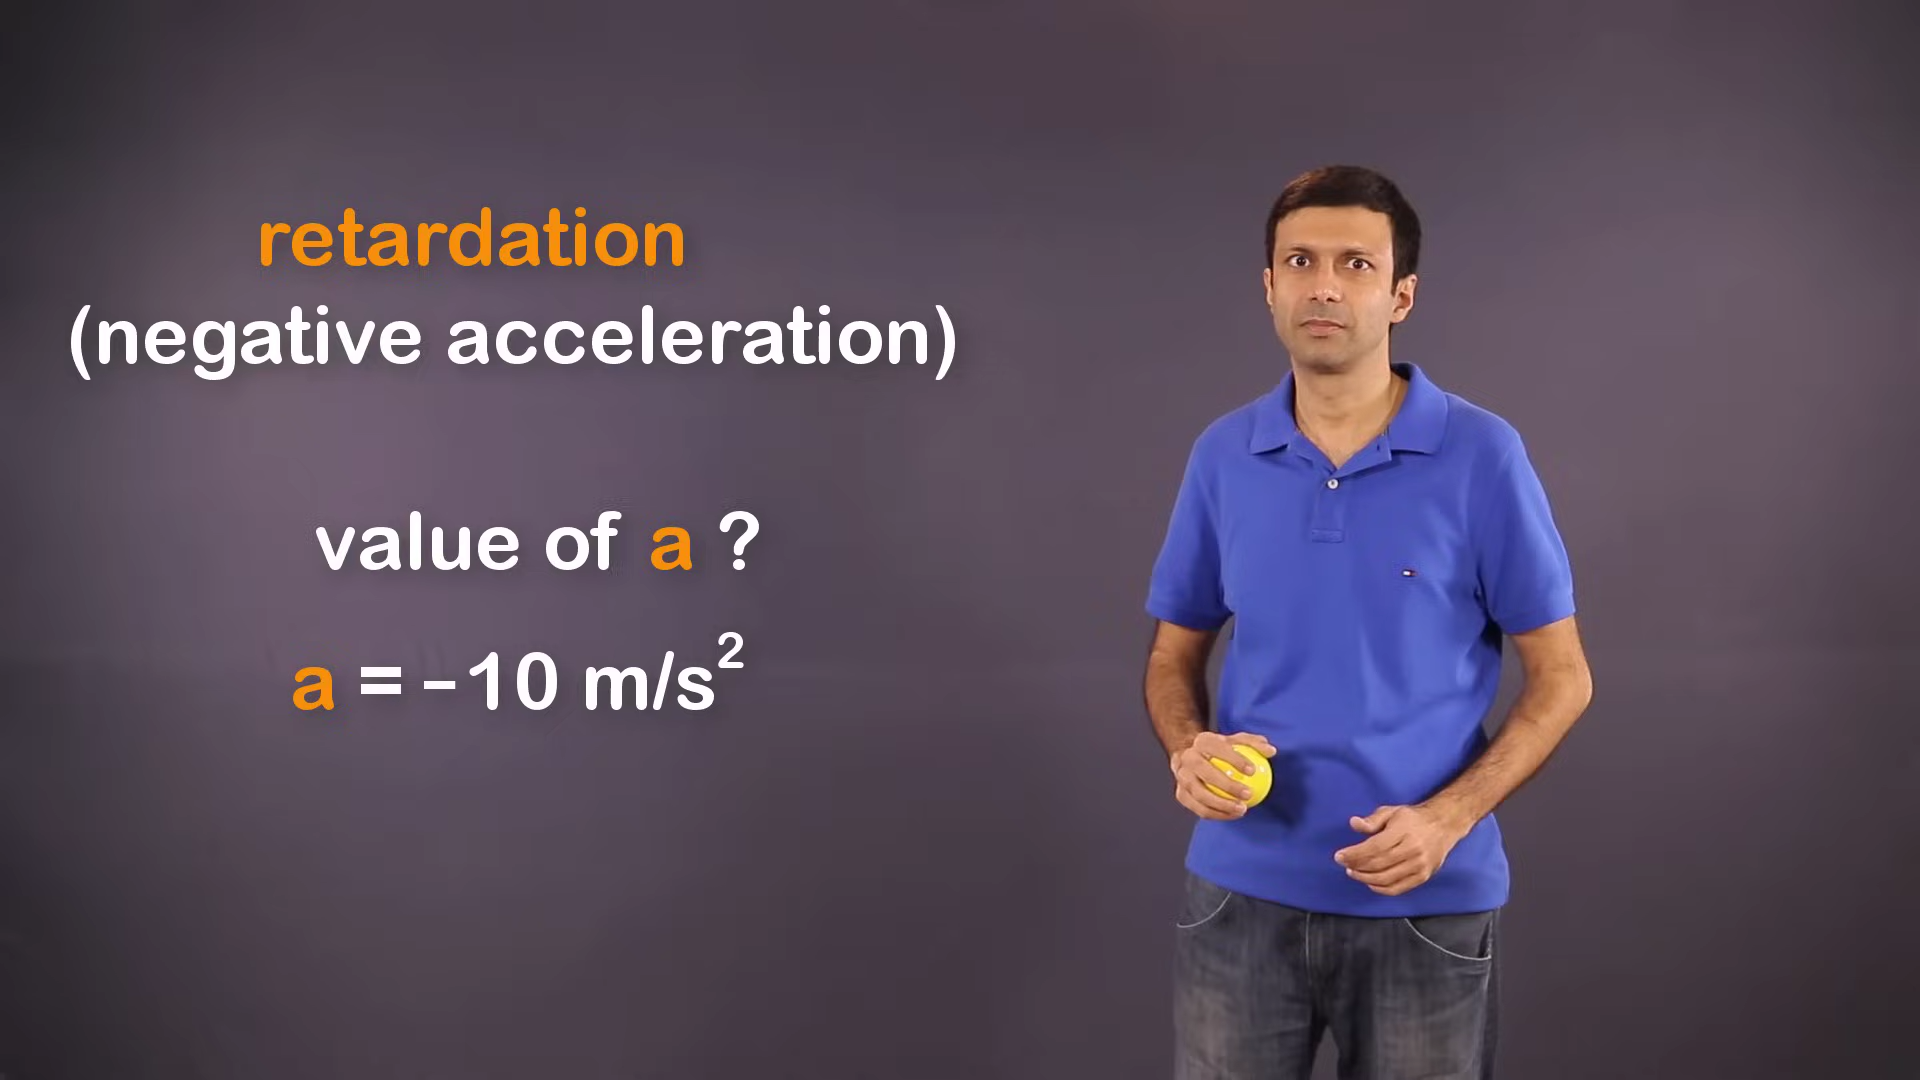 retardation
(negative acceleration)
value of a ?
a = -10 m/s²